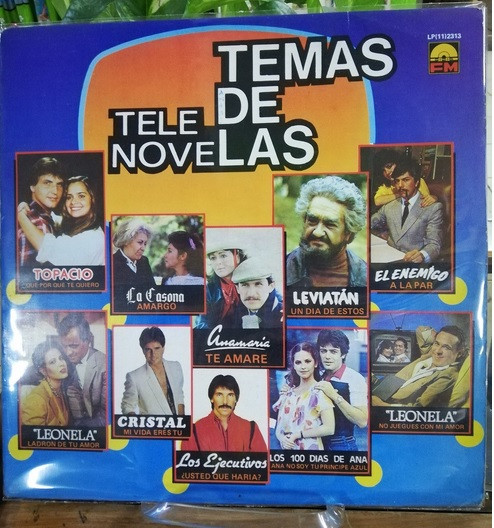 LP(11)2313
FM
TEMAS
DE
TELE
NOVELAS
TOPACIO
¿QUE POR QUE TE QUIERO
La Casona
AMARGO
Anamaria
TE AMARE
LEVIATÁN
UN DIA DE ESTOS
EL ENEMIGO
A LA PAR
"LEONELA"
LADRON DE TU AMOR
CRISTAL
MI VIDA ERES TU
Los Ejecutivos
¿USTED QUE HARIA?
LOS 100 DIAS DE ANA
ANA NO SOY TU PRINCIPE AZUL
"LEONELA"
NO JUEGUES CON MI AMOR